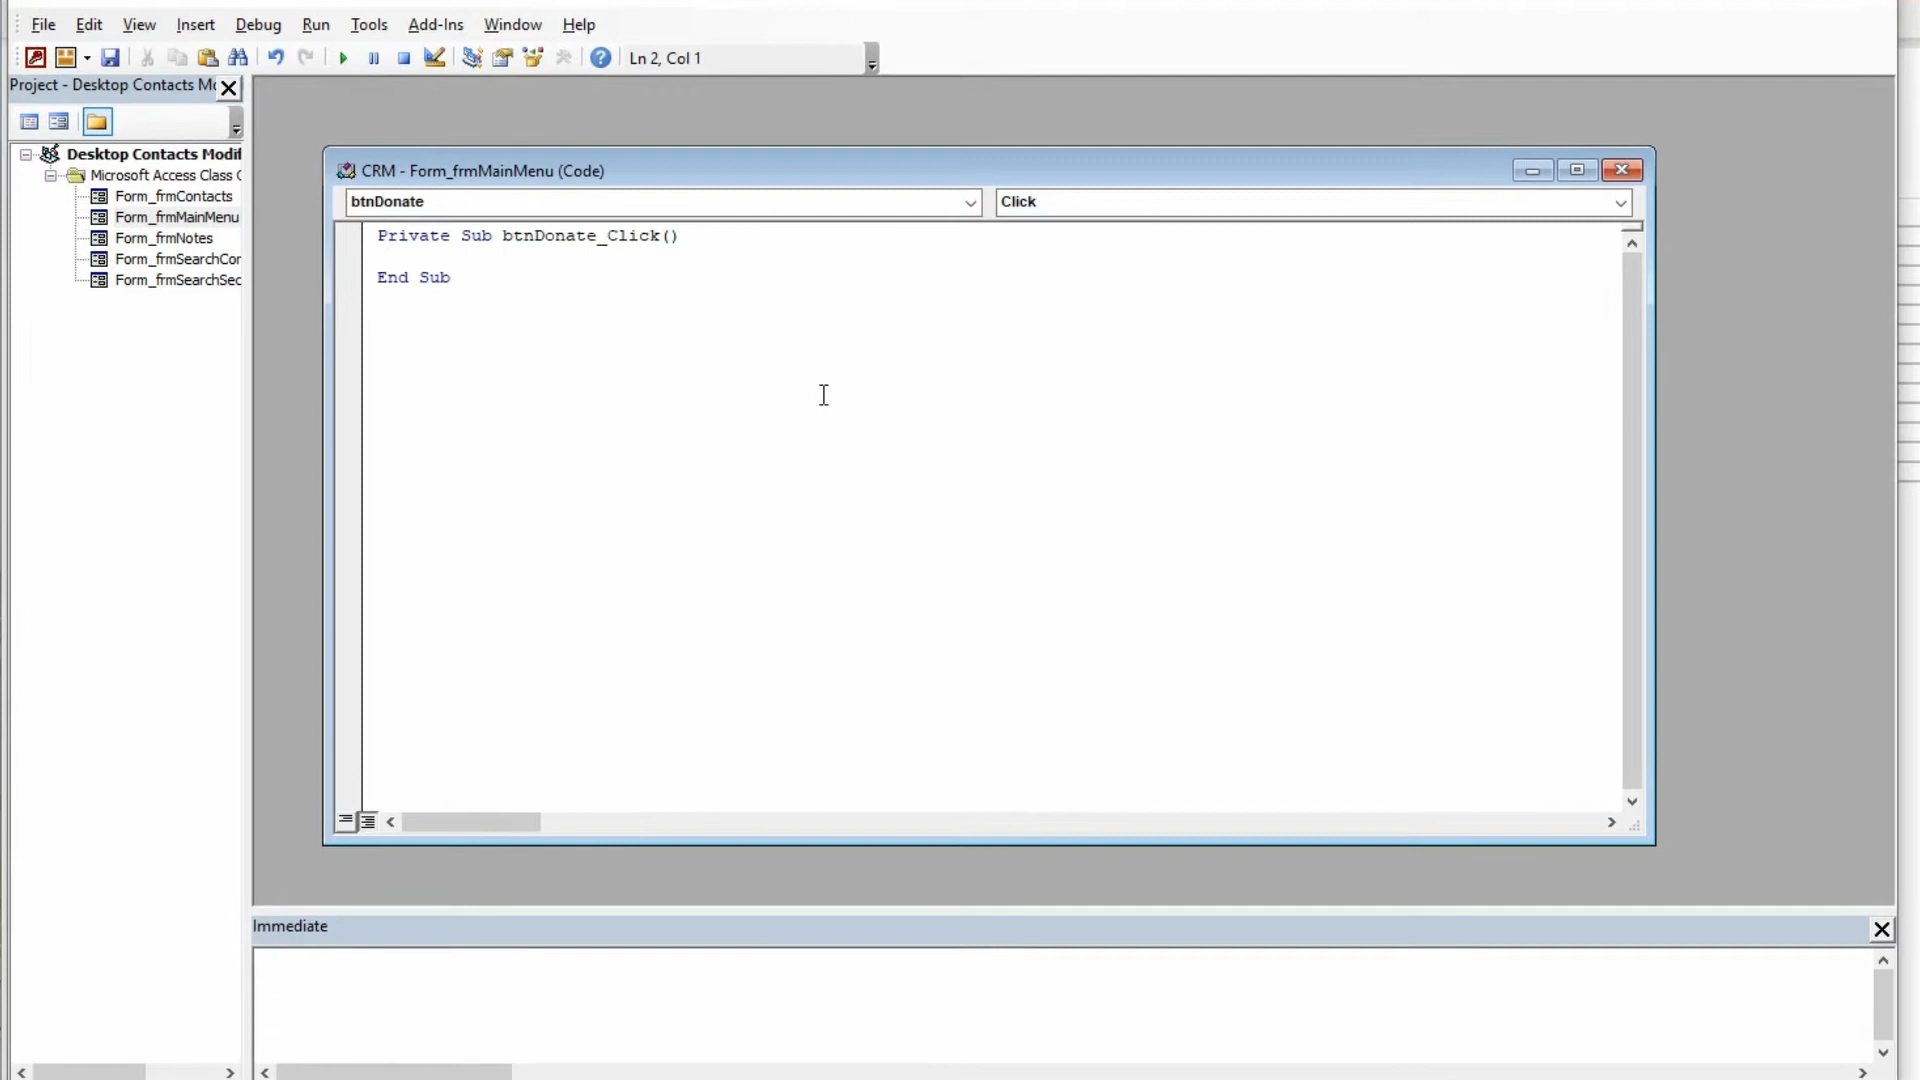 File Edit View Insert Debug Run Tools Add-Ins Window Help
Ln 2, Col 1
Project - Desktop Contacts Mo
Desktop Contacts Modif
Microsoft Access Class
Form_frmContacts
Form_frmMainMenu
Form_frmNotes
Form_frmSearchCor
Form_frmSearchSec
CRM - Form_frmMainMenu (Code)
btnDonate Click
Private Sub btnDonate_Click()
End Sub
Immediate